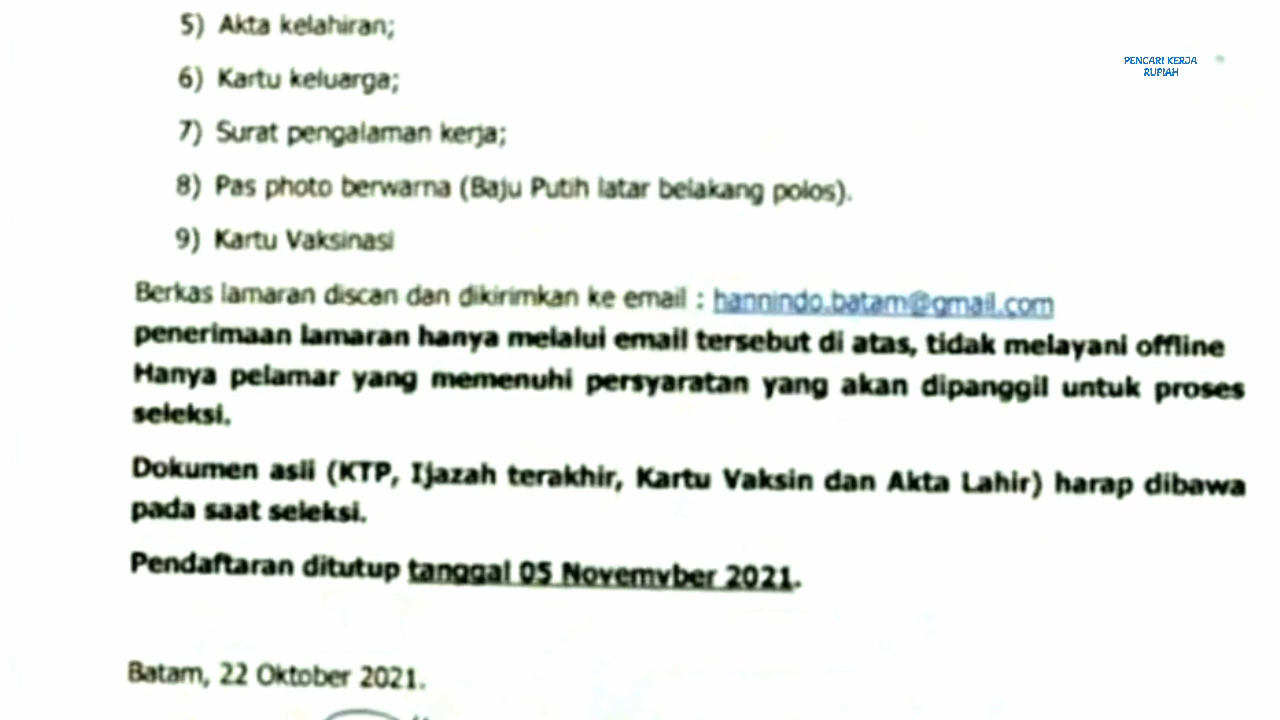 5) Akta kelahiran;
PENCARI KERJA
RUPIAH
6) Kartu keluarga;
7) Surat pengalaman kerja;
8) Pas photo berwarna (Baju Putih latar belakang polos).
9) Kartu Vaksinasi
Berkas lamaran discan dan dikirimkan ke email : hannindo.batam@gmail.com
penerimaan lamaran hanya melalui email tersebut di atas, tidak melayani offline
Hanya pelamar yang memenuhi persyaratan yang akan dipanggil untuk proses
seleksi.
Dokumen asli (KTP, Ijazah terakhir, Kartu Vaksin dan Akta Lahir) harap dibawa
pada saat seleksi.
Pendaftaran ditutup tanggal 05 Novemvber 2021.
Batam, 22 Oktober 2021.